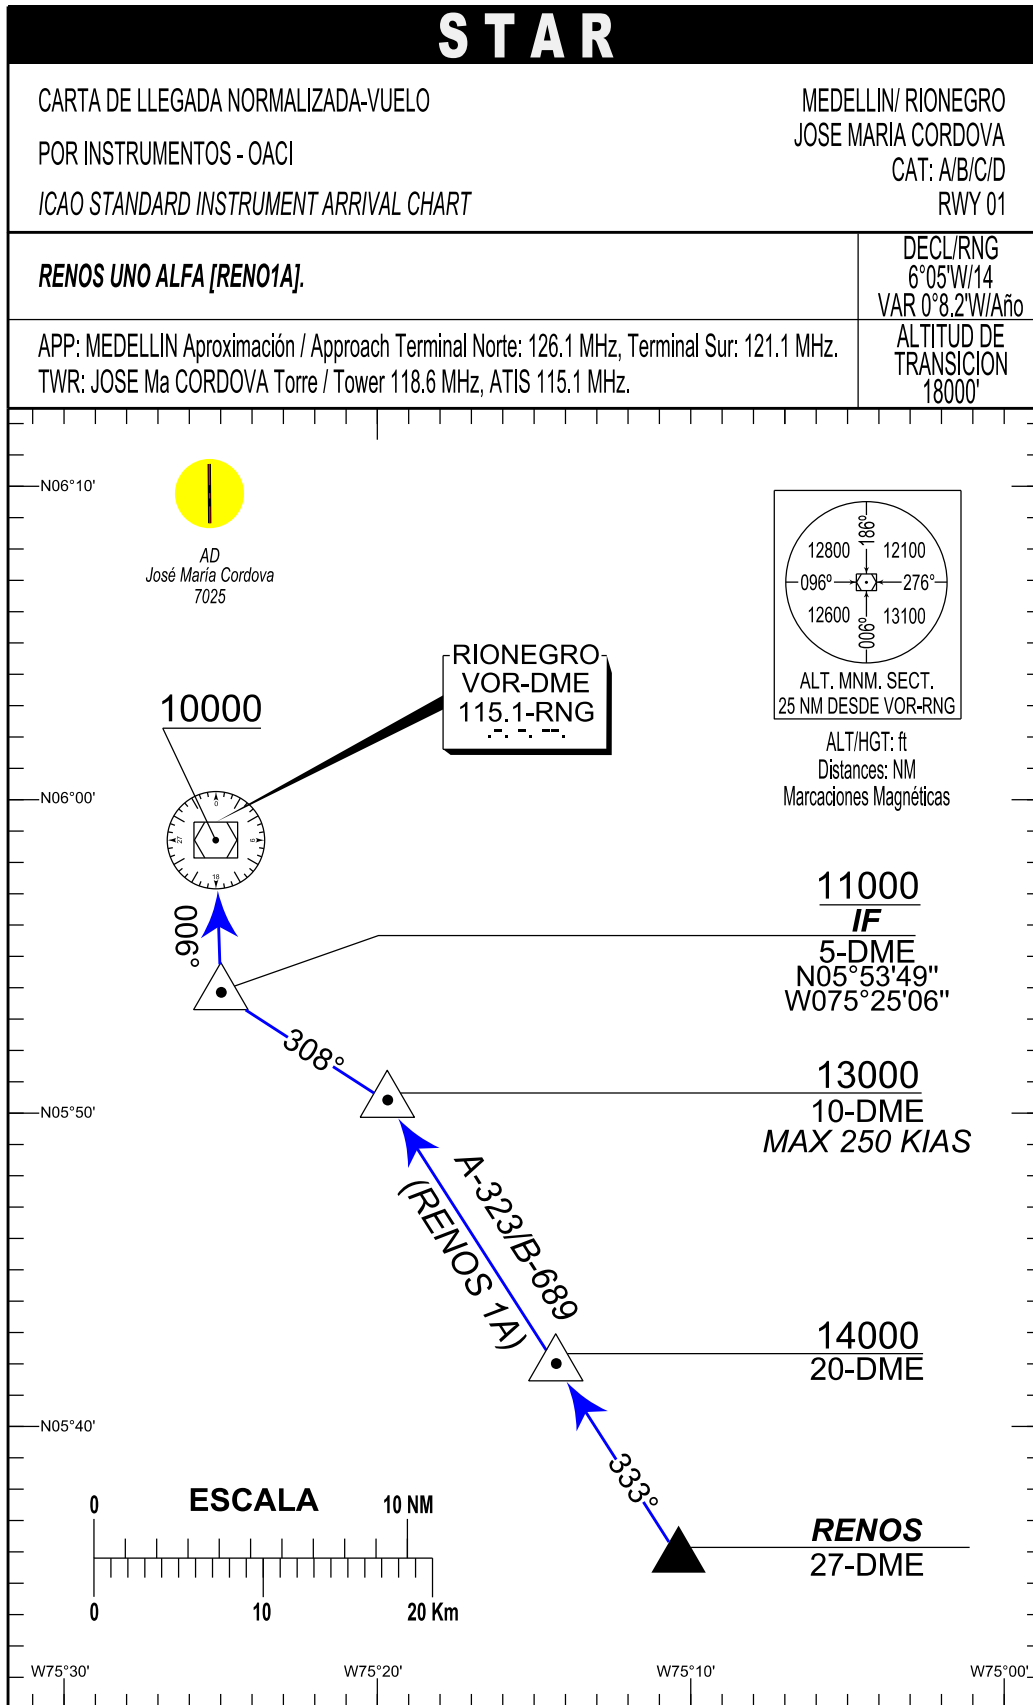 STAR
CARTA DE LLEGADA NORMALIZADA-VUELO
POR INSTRUMENTOS - OACI
ICAO STANDARD INSTRUMENT ARRIVAL CHART
MEDELLIN/ RIONEGRO
JOSE MARIA CORDOVA
CAT: A/B/C/D
RWY 01
RENOS UNO ALFA [RENO1A].
DECL/RNG
6°05'W/14
VAR 0°8.2'W/Año
APP: MEDELLIN Aproximación / Approach Terminal Norte: 126.1 MHz, Terminal Sur: 121.1 MHz.
TWR: JOSE Ma CORDOVA Torre / Tower 118.6 MHz, ATIS 115.1 MHz.
ALTITUD DE
TRANSICION
18000'
N06°10'
AD
José María Cordova
7025
186°
12800 12100
096° 276°
12600 13100
006°
ALT. MNM. SECT.
25 NM DESDE VOR-RNG
ALT/HGT: ft
Distances: NM
Marcaciones Magnéticas
RIONEGRO
VOR-DME
115.1-RNG
.-. -. --.
10000
N06°00'
0
27
9
18
006°
11000
IF
5-DME
N05°53'49"
W075°25'06"
308°
13000
10-DME
MAX 250 KIAS
N05°50'
A-323/B-689
(RENOS 1A)
14000
20-DME
N05°40'
333°
RENOS
27-DME
ESCALA
0 10 NM
0 10 20 Km
W75°30' W75°20' W75°10' W75°00'